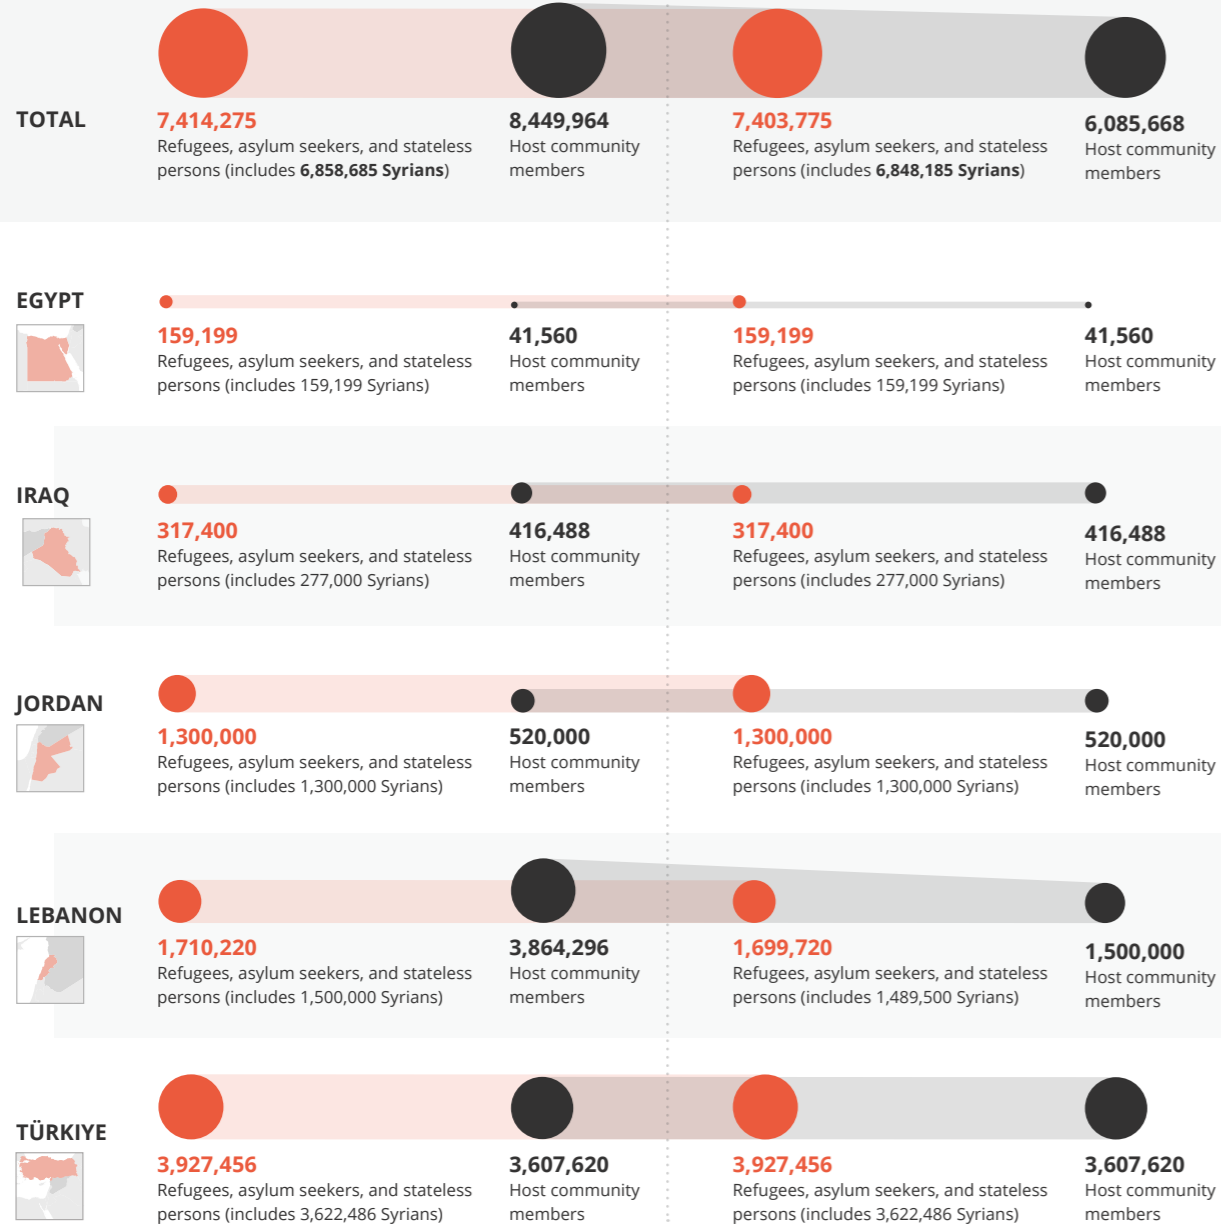 TOTAL
7,414,275
Refugees, asylum seekers, and stateless
persons (includes 6,858,685 Syrians)
8,449,964
Host community
members
7,403,775
Refugees, asylum seekers, and stateless
persons (includes 6,848,185 Syrians)
6,085,668
Host community
members
EGYPT
159,199
Refugees, asylum seekers, and stateless
persons (includes 159,199 Syrians)
41,560
Host community
members
159,199
Refugees, asylum seekers, and stateless
persons (includes 159,199 Syrians)
41,560
Host community
members
IRAQ
317,400
Refugees, asylum seekers, and stateless
persons (includes 277,000 Syrians)
416,488
Host community
members
317,400
Refugees, asylum seekers, and stateless
persons (includes 277,000 Syrians)
416,488
Host community
members
JORDAN
1,300,000
Refugees, asylum seekers, and stateless
persons (includes 1,300,000 Syrians)
520,000
Host community
members
1,300,000
Refugees, asylum seekers, and stateless
persons (includes 1,300,000 Syrians)
520,000
Host community
members
LEBANON
1,710,220
Refugees, asylum seekers, and stateless
persons (includes 1,500,000 Syrians)
3,864,296
Host community
members
1,699,720
Refugees, asylum seekers, and stateless
persons (includes 1,489,500 Syrians)
1,500,000
Host community
members
TÜRKIYE
3,927,456
Refugees, asylum seekers, and stateless
persons (includes 3,622,486 Syrians)
3,607,620
Host community
members
3,927,456
Refugees, asylum seekers, and stateless
persons (includes 3,622,486 Syrians)
3,607,620
Host community
members